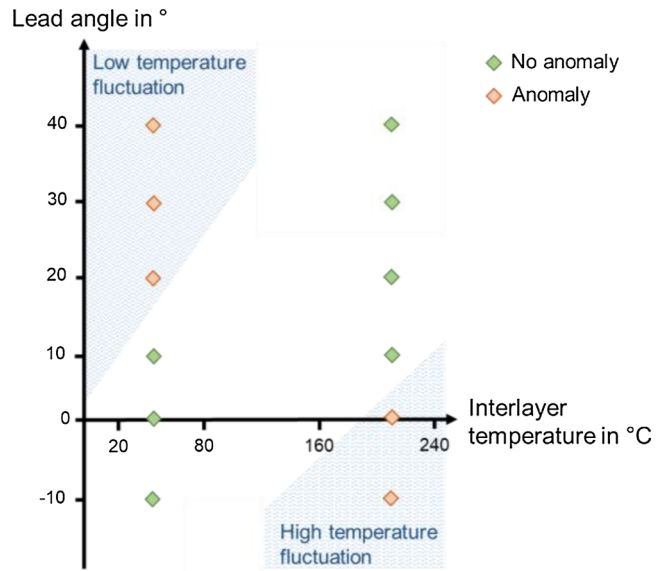 Lead angle in °
Low temperature
fluctuation
No anomaly
Anomaly
40
30
20
10
0
-10
20
80
160
240
Interlayer
temperature in °C
High temperature
fluctuation